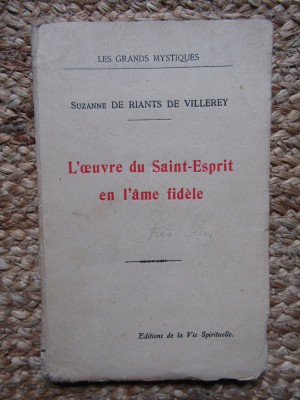 LES GRANDS MYSTIQUES
SUZANNE DE RIANTS DE VILLEREY
L'œuvre du Saint-Esprit
en l'âme fidèle
Editions de la Vie Spirituelle.